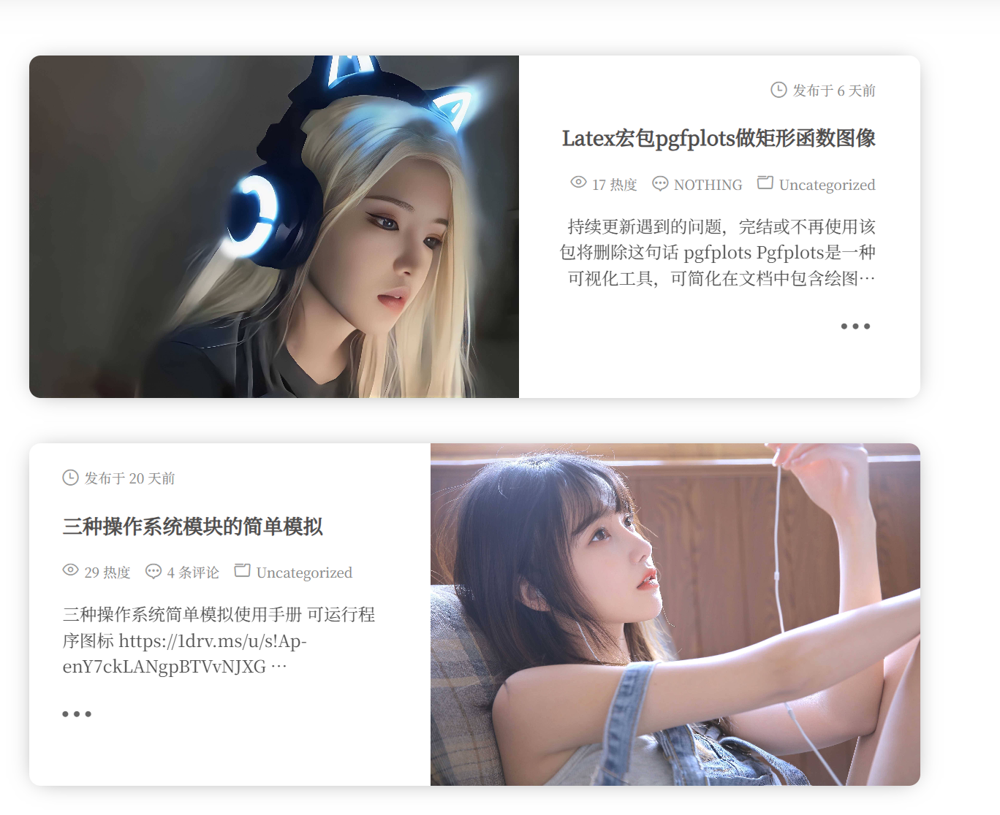 发布于 6 天前
Latex宏包pgfplots做矩形函数图像
17 热度 NOTHING Uncategorized
持续更新遇到的问题，完结或不再使用该
包将删除这句话 pgfplots Pgfplots是一种
可视化工具，可简化在文档中包含绘图…
发布于 20 天前
三种操作系统模块的简单模拟
29 热度 4 条评论 Uncategorized
三种操作系统简单模拟使用手册 可运行程
序图标 https://1drv.ms/u/s!Ap-
enY7ckLANgpBTVvNJXG …